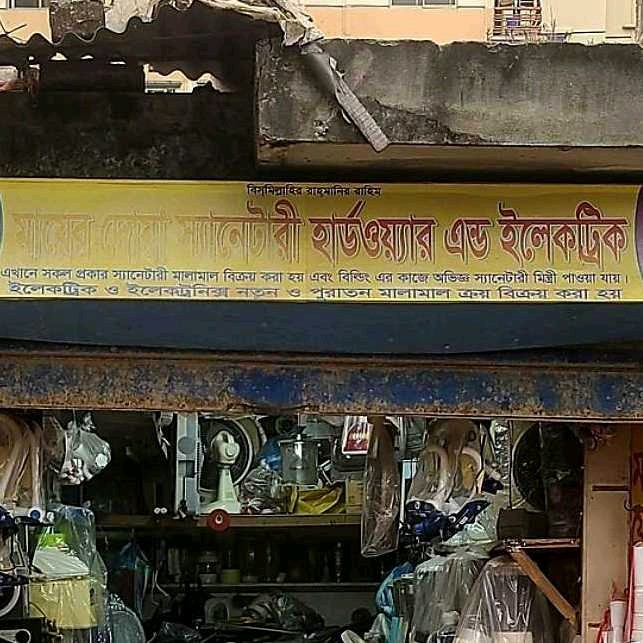 বিসমিল্লাহির রাহমানির রাহিম
মায়ের দোয়া স্যানেটারী হার্ডওয়্যার এন্ড ইলেকট্রিক
এখানে সকল প্রকার স্যানেটারী মালামাল বিক্রয় করা হয় এবং বিল্ডিং এর কাজে অভিজ্ঞ স্যানেটারী মিস্ত্রী পাওয়া যায়।
ইলেকট্রিক ও ইলেকট্রনিক্স নতুন ও পুরাতন মালামাল ক্রয় বিক্রয় করা হয়